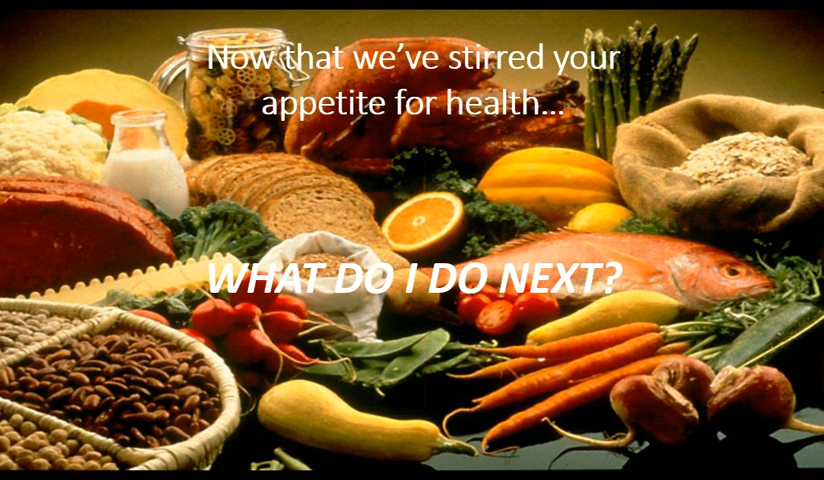 Now that we’ve stirred your
appetite for health…
WHAT DO I DO NEXT?